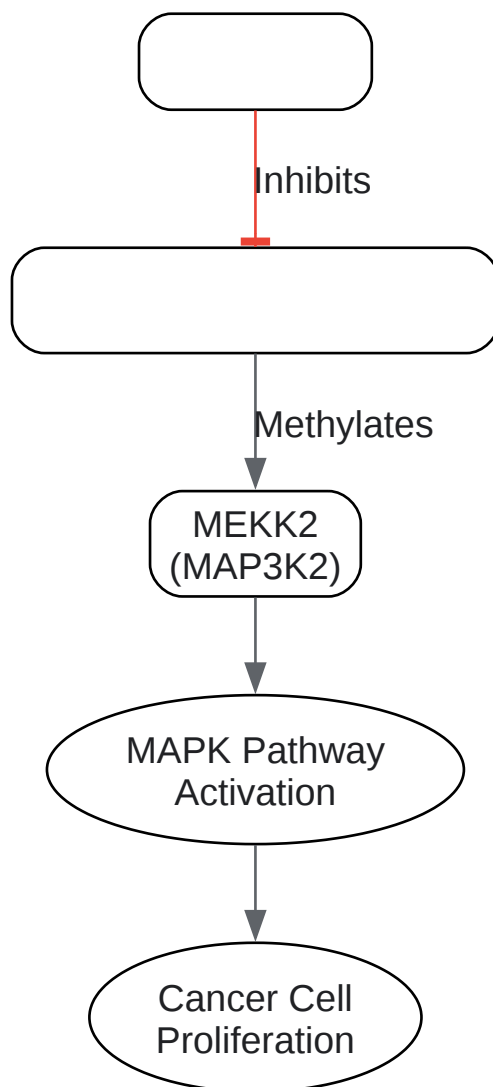 Inhibits
Methylates
MEKK2
(MAP3K2)
MAPK Pathway
Activation
Cancer Cell
Proliferation